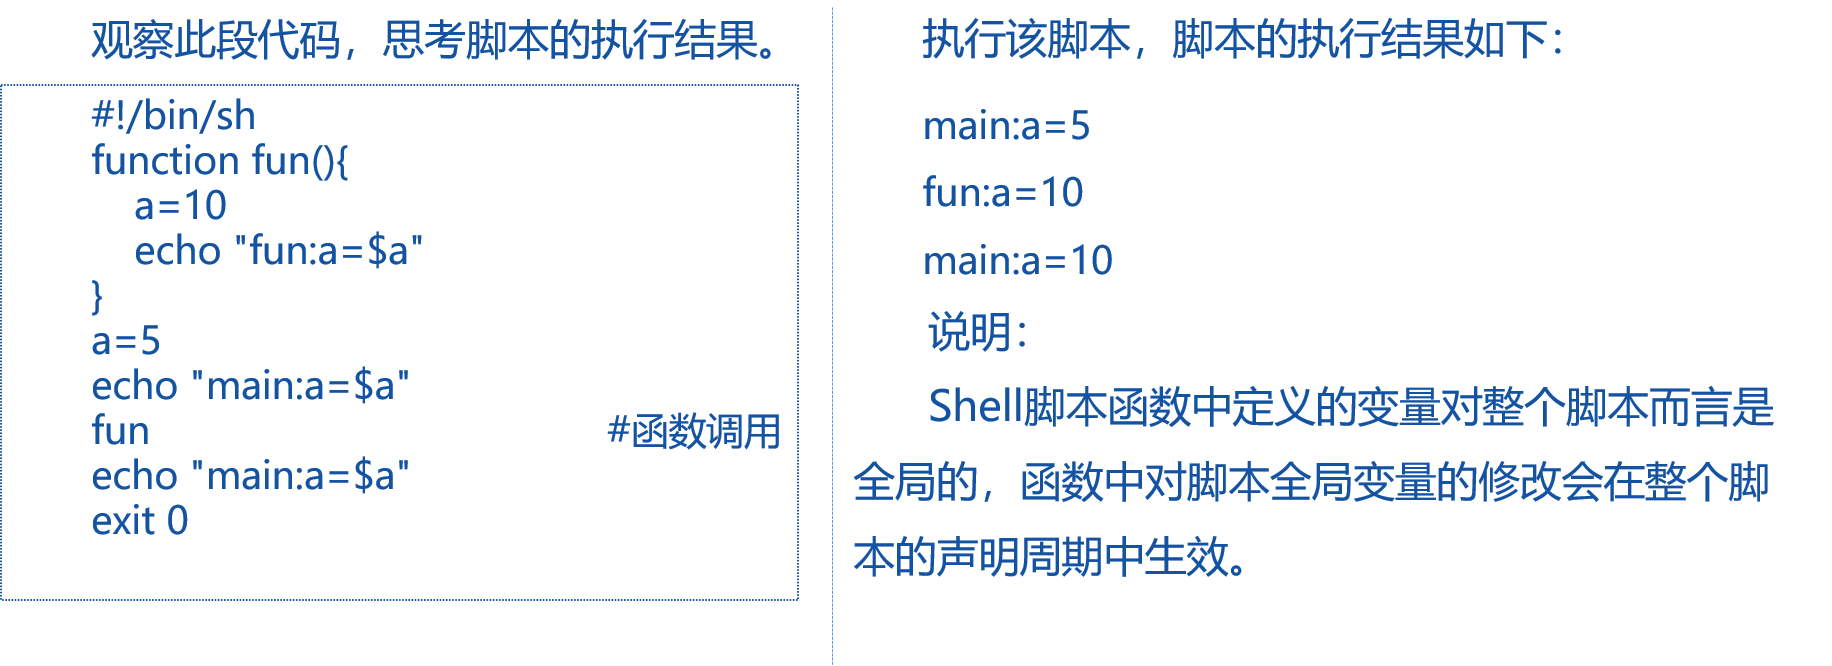 观察此段代码，思考脚本的执行结果。
#!/bin/sh
function fun(){
a=10
echo "fun:a=$a"
}
a=5
echo "main:a=$a"
fun #函数调用
echo "main:a=$a"
exit 0
执行该脚本，脚本的执行结果如下：
main:a=5
fun:a=10
main:a=10
说明：
Shell脚本函数中定义的变量对整个脚本而言是
全局的，函数中对脚本全局变量的修改会在整个脚
本的声明周期中生效。